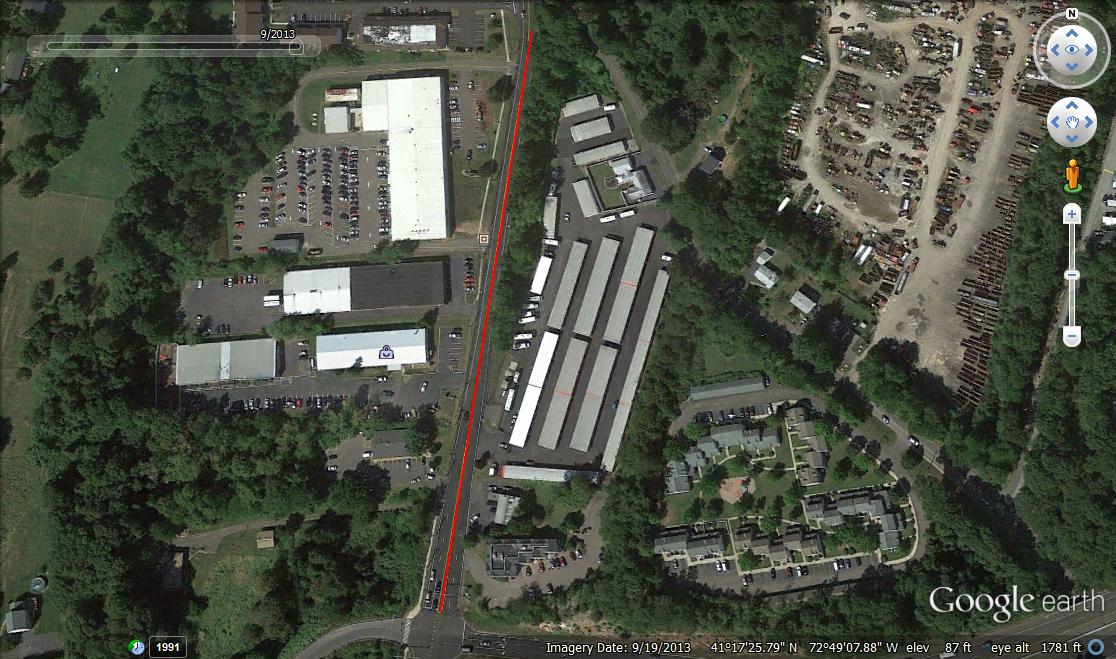 N
9/2013
Google earth
1991
Imagery Date: 9/19/2013 41°17'25.79" N 72°49'07.88" W elev 87 ft eye alt 1781 ft